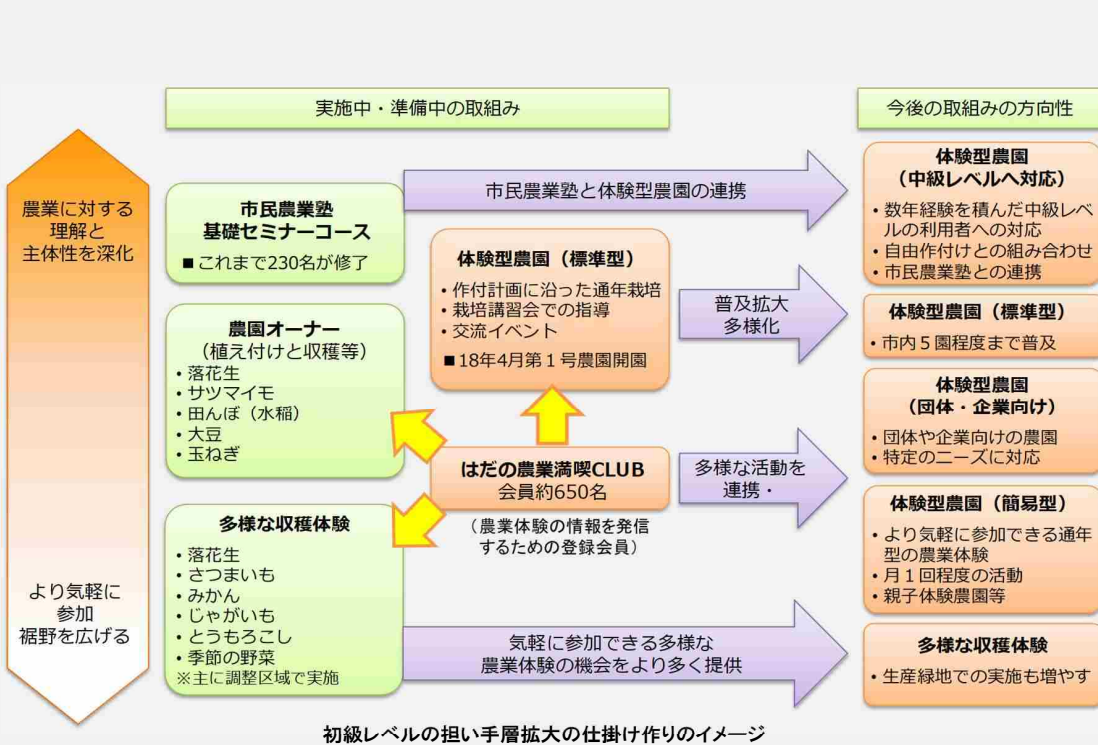 実施中・準備中の取組み
今後の取組みの方向性
農業に対する
理解と
主体性を深化
より気軽に
参加
裾野を広げる
市民農業塾
基礎セミナーコース
■これまで230名が修了
農園オーナー
（植え付けと収穫等）
・落花生
・サツマイモ
・田んぼ（水稲）
・大豆
・玉ねぎ
多様な収穫体験
・落花生
・さつまいも
・みかん
・じゃがいも
・とうもろこし
・季節の野菜
※主に調整区域で実施
体験型農園（標準型）
・作付計画に沿った通年栽培
・栽培講習会での指導
・交流イベント
■18年4月第１号農園開園
はだの農業満喫CLUB
会員約650名
（農業体験の情報を発信
するための登録会員）
市民農業塾と体験型農園の連携
普及拡大
多様化
多様な活動を
連携・
気軽に参加できる多様な
農業体験の機会をより多く提供
体験型農園
（中級レベルへ対応）
・数年経験を積んだ中級レベ
ルの利用者への対応
・自由作付けとの組み合わせ
・市民農業塾との連携
体験型農園（標準型）
・市内５園程度まで普及
体験型農園
（団体・企業向け）
・団体や企業向けの農園
・特定のニーズに対応
体験型農園（簡易型）
・より気軽に参加できる通年
型の農業体験
・月１回程度の活動
・親子体験農園等
多様な収穫体験
・生産緑地での実施も増やす
初級レベルの担い手層拡大の仕掛け作りのイメージ